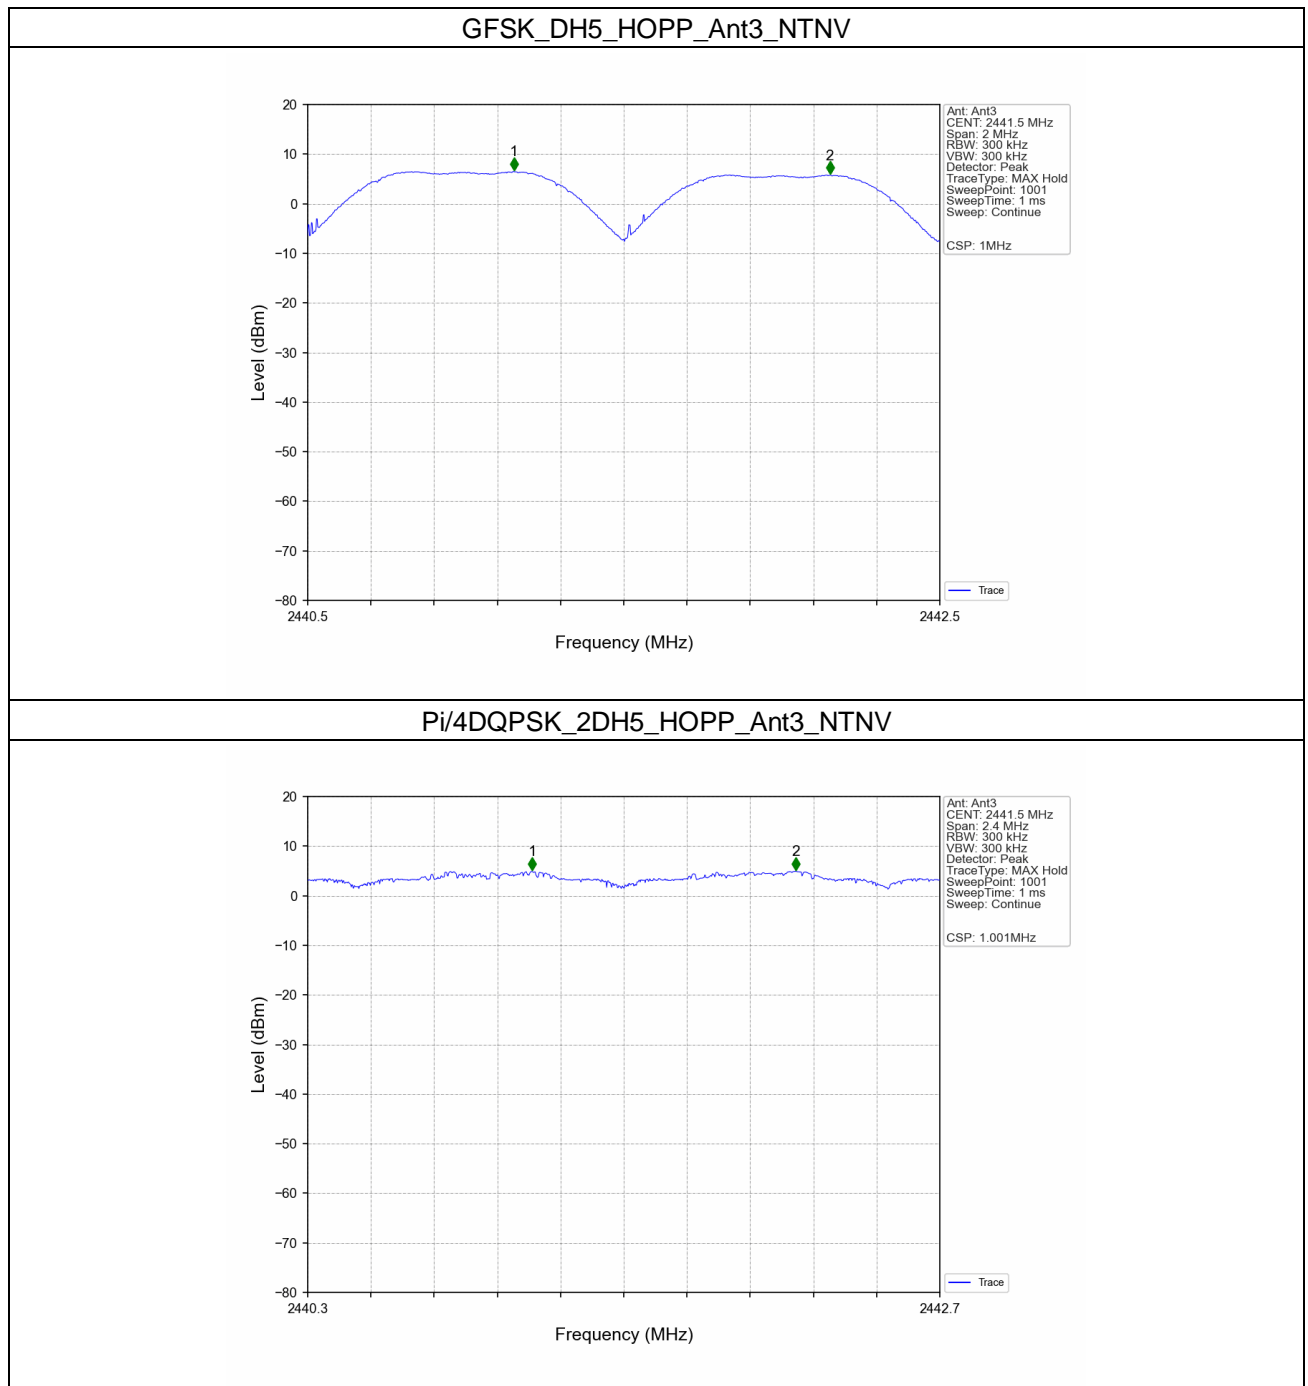 GFSK_DH5_HOPP_Ant3_NTNV
20
10
0
−10
−20
−30
−40
−50
−60
−70
−80
Level (dBm)
1
2
2440.5
2442.5
Frequency (MHz)
Ant: Ant3
CENT: 2441.5 MHz
Span: 2 MHz
RBW: 300 kHz
VBW: 300 kHz
Detector: Peak
TraceType: MAX Hold
SweepPoint: 1001
SweepTime: 1 ms
Sweep: Continue
CSP: 1MHz
Trace
Pi/4DQPSK_2DH5_HOPP_Ant3_NTNV
20
10
0
−10
−20
−30
−40
−50
−60
−70
−80
Level (dBm)
1
2
2440.3
2442.7
Frequency (MHz)
Ant: Ant3
CENT: 2441.5 MHz
Span: 2.4 MHz
RBW: 300 kHz
VBW: 300 kHz
Detector: Peak
TraceType: MAX Hold
SweepPoint: 1001
SweepTime: 1 ms
Sweep: Continue
CSP: 1.001MHz
Trace